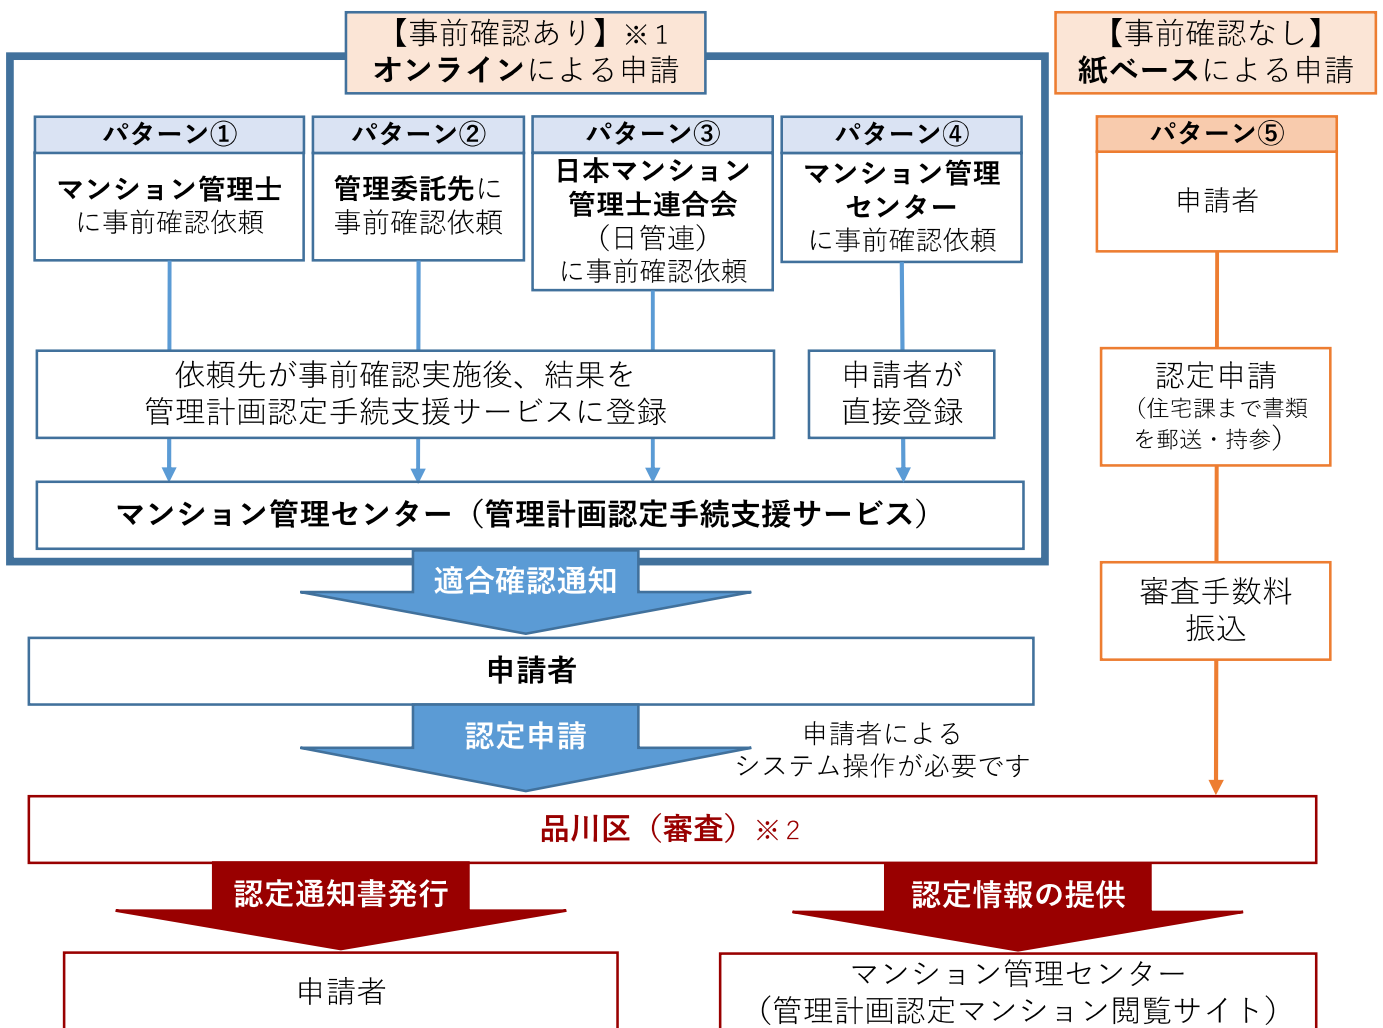 【事前確認あり】※1
オンラインによる申請
【事前確認なし】
紙ベースによる申請
パターン①
マンション管理士
に事前確認依頼
パターン②
管理委託先に
事前確認依頼
パターン③
日本マンション
管理士連合会
（日管連）
に事前確認依頼
パターン④
マンション管理
センター
に事前確認依頼
パターン⑤
申請者
依頼先が事前確認実施後、結果を
管理計画認定手続支援サービスに登録
申請者が
直接登録
認定申請
（住宅課まで書類
を郵送・持参）
マンション管理センター（管理計画認定手続支援サービス）
適合確認通知
審査手数料
振込
申請者
認定申請
申請者による
システム操作が必要です
品川区（審査）※2
認定通知書発行
認定情報の提供
申請者
マンション管理センター
（管理計画認定マンション閲覧サイト）